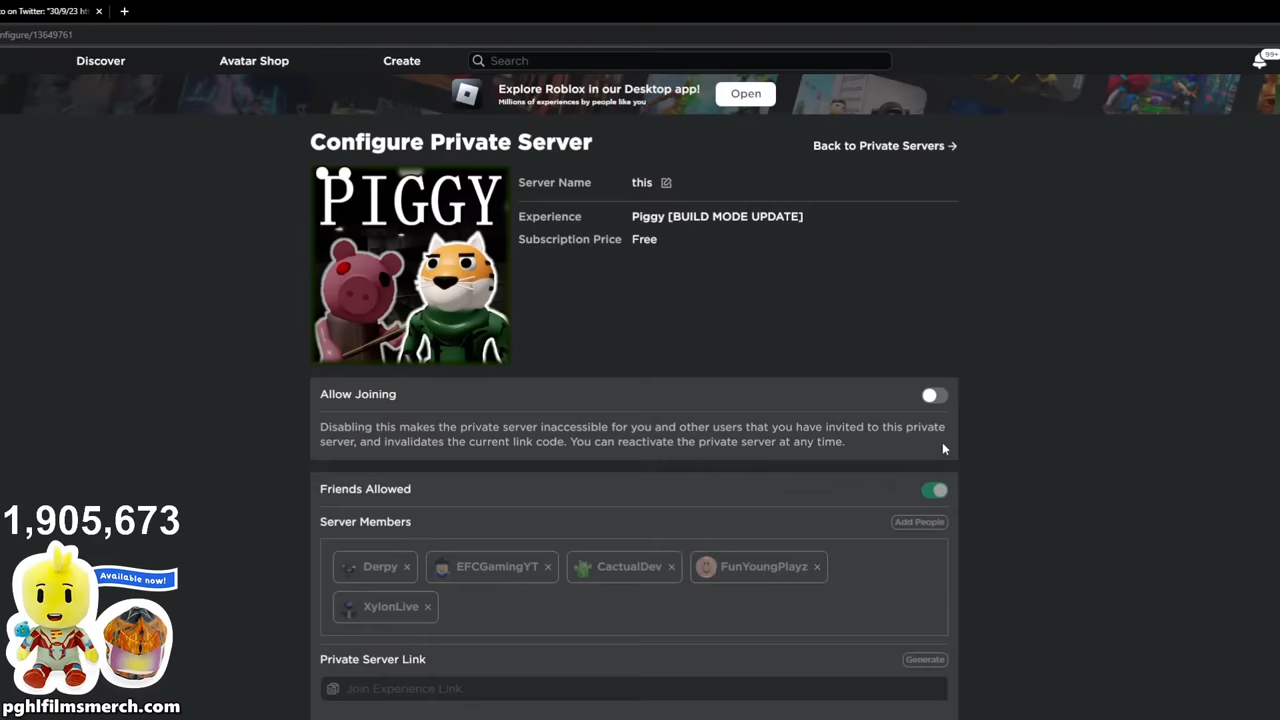 co on Twitter: "30/9/23 ht
nfigure/13649761
Discover
Avatar Shop
Create
Search
99+
Explore Roblox in our Desktop app!
Millions of experiences by people like you
Open
Configure Private Server
Back to Private Servers →
PIGGY
Server Name this
Experience Piggy [BUILD MODE UPDATE]
Subscription Price Free
Allow Joining
Disabling this makes the private server inaccessible for you and other users that you have invited to this private
server, and invalidates the current link code. You can reactivate the private server at any time.
Friends Allowed
Server Members
Add People
Derpy ×
EFCGamingYT ×
CactualDev ×
FunYoungPlayz ×
XylonLive ×
Private Server Link
Generate
Join Experience Link..
1,905,673
Available now!
pghlfilmsmerch.com